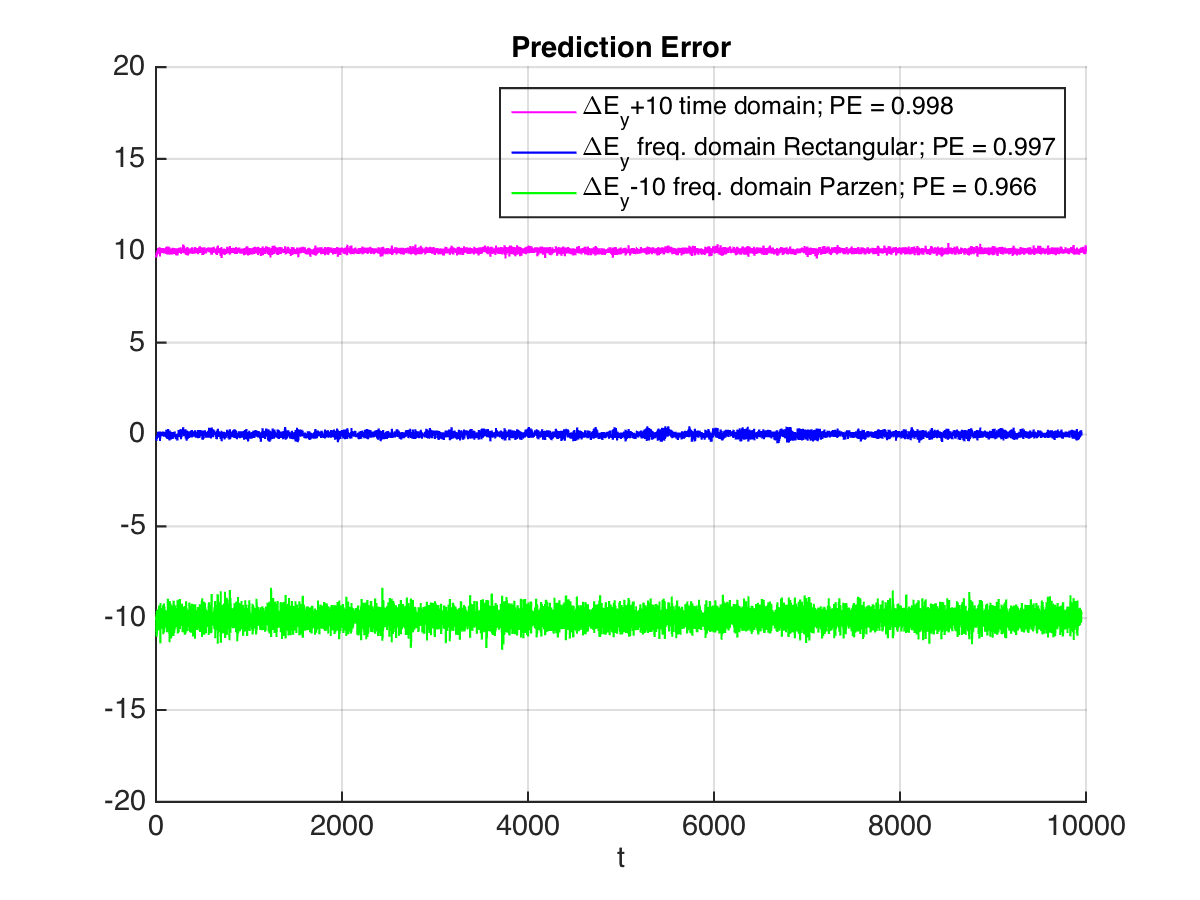 Prediction Error
20
15
10
5
0
-5
-10
-15
-20
ΔEy+10 time domain; PE = 0.998
ΔEy freq. domain Rectangular; PE = 0.997
ΔEy-10 freq. domain Parzen; PE = 0.966
0 2000 4000 6000 8000 10000
t